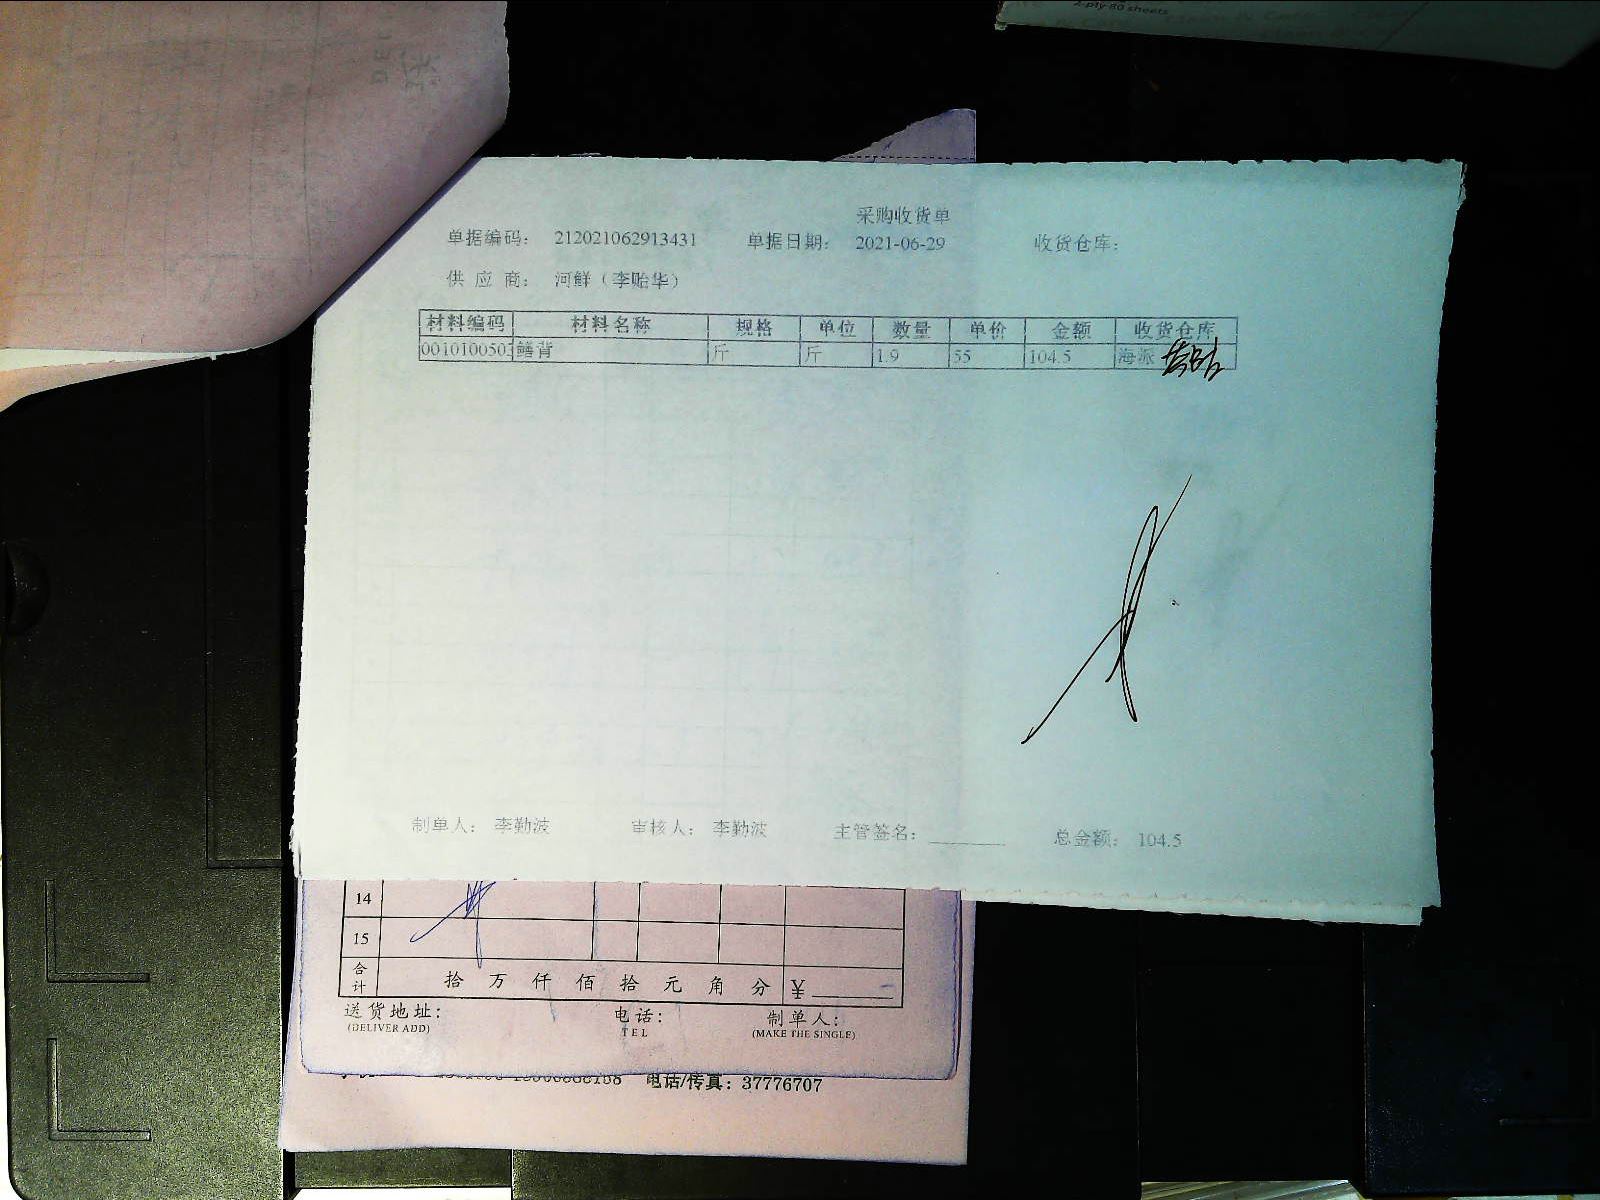 2-ply 80 sheets
采购收货单
单据编码: 212021062913431 单据日期: 2021-06-29 收货仓库:
供 应 商: 河鲜（李贻华）
材料编码 材料名称 规格 单位 数量 单价 金额 收货仓库
0010100503 鳝背 斤 斤 1.9 55 104.5 海派
制单人: 李勤波 审核人: 李勤波 主管签名: ________ 总金额: 104.5
14
15
合计 拾 万 仟 佰 拾 元 角 分 ¥
送货地址: 电话: 制单人:
(DELIVER ADD) TEL (MAKE THE SINGLE)
电话/传真: 37776707